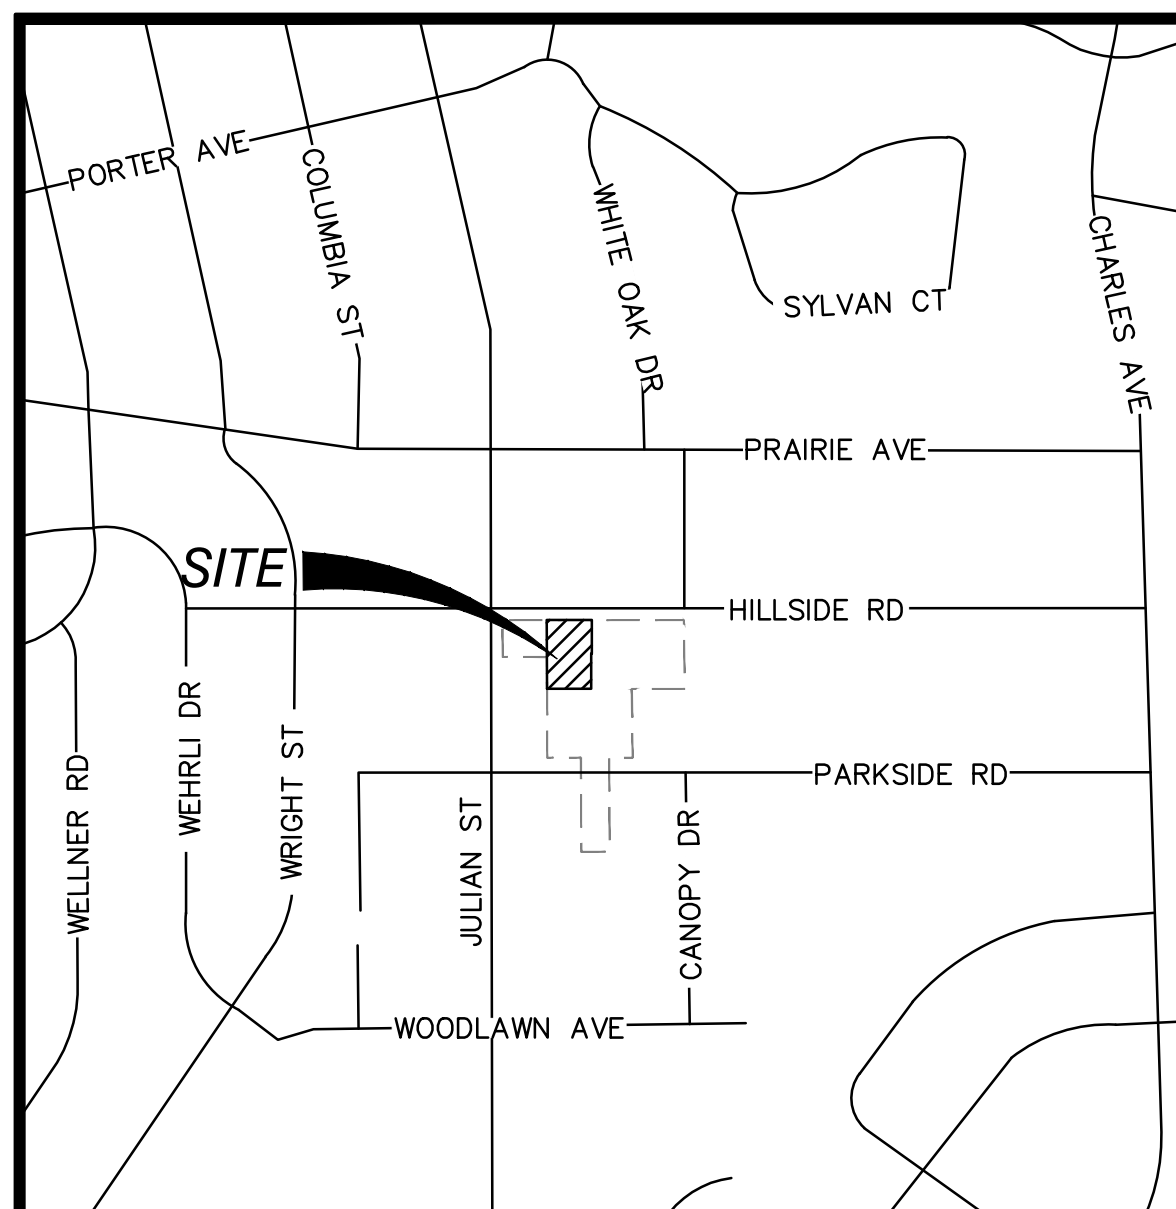 PORTER AVE
COLUMBIA ST
WHITE OAK DR
SYLVAN CT
CHARLES AVE
PRAIRIE AVE
SITE
HILLSIDE RD
WELLNER RD
WEHRLI DR
WRIGHT ST
JULIAN ST
CANOPY DR
PARKSIDE RD
WOODLAWN AVE